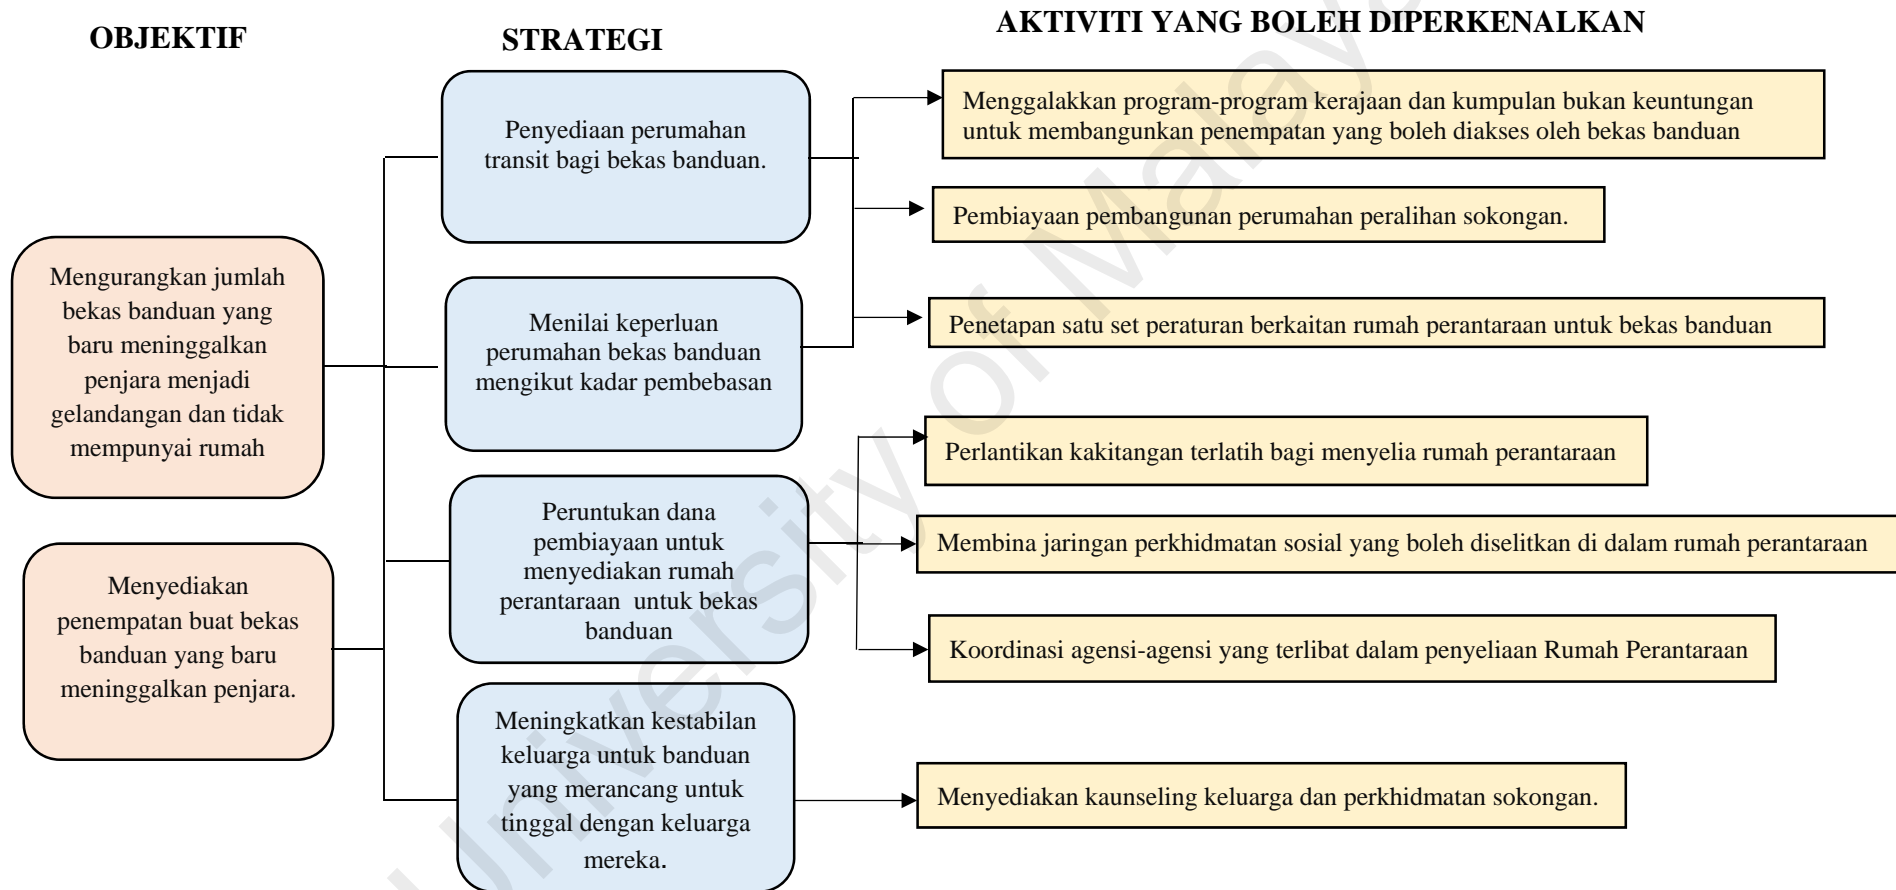 OBJEKTIF
STRATEGI
AKTIVITI YANG BOLEH DIPERKENALKAN
Mengurangkan jumlah
bekas banduan yang
baru meninggalkan
penjara menjadi
gelandangan dan tidak
mempunyai rumah
Menyediakan
penempatan buat bekas
banduan yang baru
meninggalkan penjara.
Penyediaan perumahan
transit bagi bekas banduan.
Menilai keperluan
perumahan bekas banduan
mengikut kadar pembebasan
Peruntukan dana
pembiayaan untuk
menyediakan rumah
perantaraan untuk bekas
banduan
Meningkatkan kestabilan
keluarga untuk banduan
yang merancang untuk
tinggal dengan keluarga
mereka.
Menggalakkan program-program kerajaan dan kumpulan bukan keuntungan
untuk membangunkan penempatan yang boleh diakses oleh bekas banduan
Pembiayaan pembangunan perumahan peralihan sokongan.
Penetapan satu set peraturan berkaitan rumah perantaraan untuk bekas banduan
Perlantikan kakitangan terlatih bagi menyelia rumah perantaraan
Membina jaringan perkhidmatan sosial yang boleh diselitkan di dalam rumah perantaraan
Koordinasi agensi-agensi yang terlibat dalam penyeliaan Rumah Perantaraan
Menyediakan kaunseling keluarga dan perkhidmatan sokongan.
University of Malay